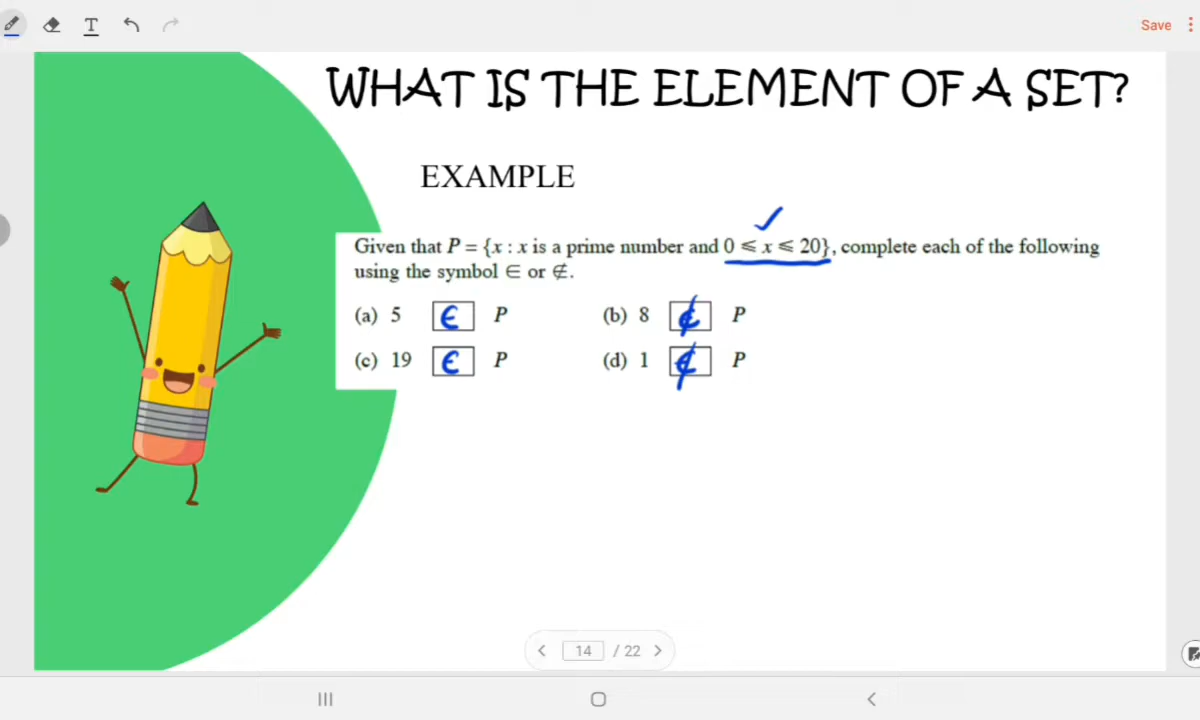 T
Save
WHAT IS THE ELEMENT OF A SET?
EXAMPLE
Given that P = {x : x is a prime number and 0 ⩽ x ⩽ 20}, complete each of the following
using the symbol ∈ or ∉.
(a) 5 ∈ P (b) 8 ∉ P
(c) 19 ∈ P (d) 1 ∉ P
14 / 22